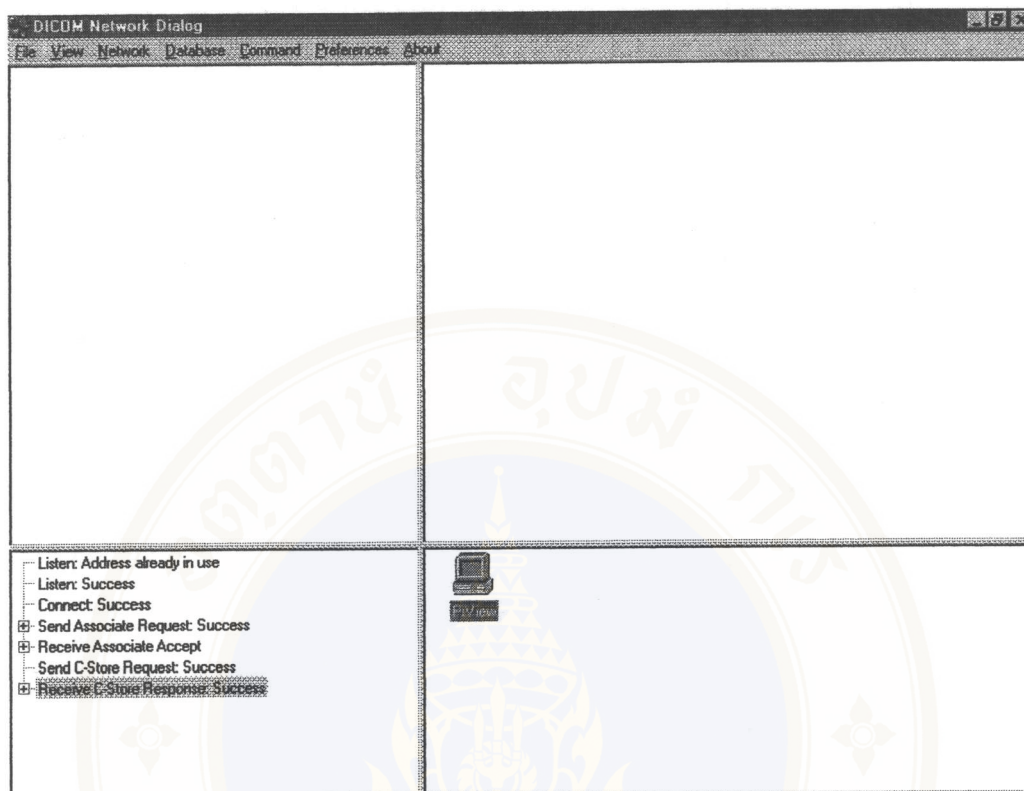 DICOM Network Dialog
File View Network Database Command Preferences About
Listen: Address already in use
Listen: Success
Connect: Success
Send Associate Request: Success
Receive Associate Accept
Send C-Store Request: Success
Receive C-Store Response: Success
PiView